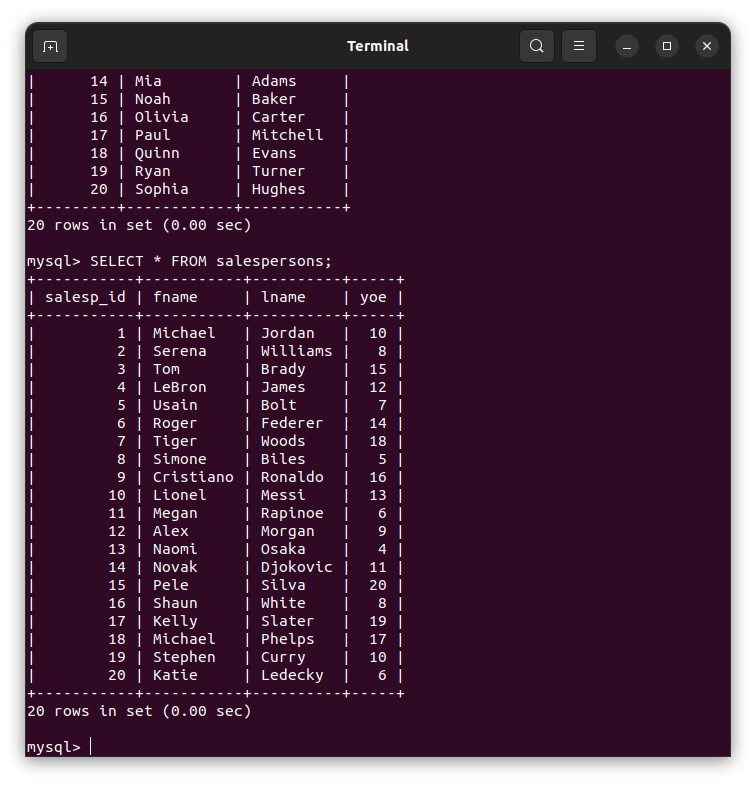 Terminal
|      14 | Mia        | Adams     |
|      15 | Noah       | Baker     |
|      16 | Olivia     | Carter    |
|      17 | Paul       | Mitchell  |
|      18 | Quinn      | Evans     |
|      19 | Ryan       | Turner    |
|      20 | Sophia     | Hughes    |
+---------+------------+-----------+
20 rows in set (0.00 sec)
mysql> SELECT * FROM salespersons;
+-----------+-----------+----------+-----+
| salesp_id | fname     | lname    | yoe |
+-----------+-----------+----------+-----+
|         1 | Michael   | Jordan   |  10 |
|         2 | Serena    | Williams |   8 |
|         3 | Tom       | Brady    |  15 |
|         4 | LeBron    | James    |  12 |
|         5 | Usain     | Bolt     |   7 |
|         6 | Roger     | Federer  |  14 |
|         7 | Tiger     | Woods    |  18 |
|         8 | Simone    | Biles    |   5 |
|         9 | Cristiano | Ronaldo  |  16 |
|        10 | Lionel    | Messi    |  13 |
|        11 | Megan     | Rapinoe  |   6 |
|        12 | Alex      | Morgan   |   9 |
|        13 | Naomi     | Osaka    |   4 |
|        14 | Novak     | Djokovic |  11 |
|        15 | Pele      | Silva    |  20 |
|        16 | Shaun     | White    |   8 |
|        17 | Kelly     | Slater   |  19 |
|        18 | Michael   | Phelps   |  17 |
|        19 | Stephen   | Curry    |  10 |
|        20 | Katie     | Ledecky  |   6 |
+-----------+-----------+----------+-----+
20 rows in set (0.00 sec)
mysql>